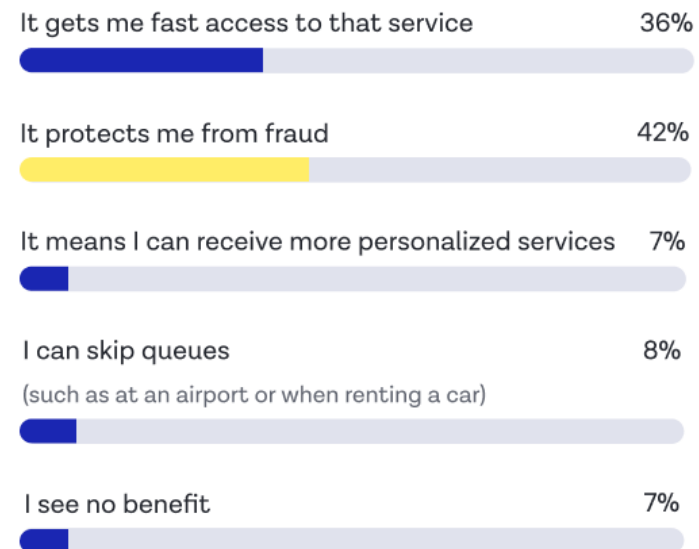 It gets me fast access to that service 36%
It protects me from fraud 42%
It means I can receive more personalized services 7%
I can skip queues 8%
(such as at an airport or when renting a car)
I see no benefit 7%